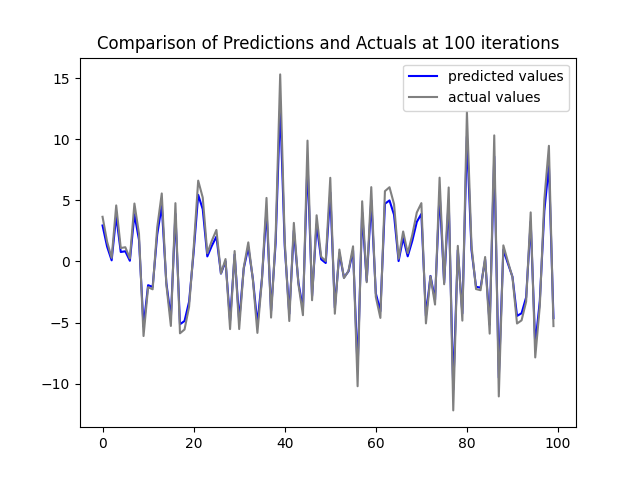 Comparison of Predictions and Actuals at 100 iterations
predicted values
actual values
15
10
5
0
−5
−10
0 20 40 60 80 100